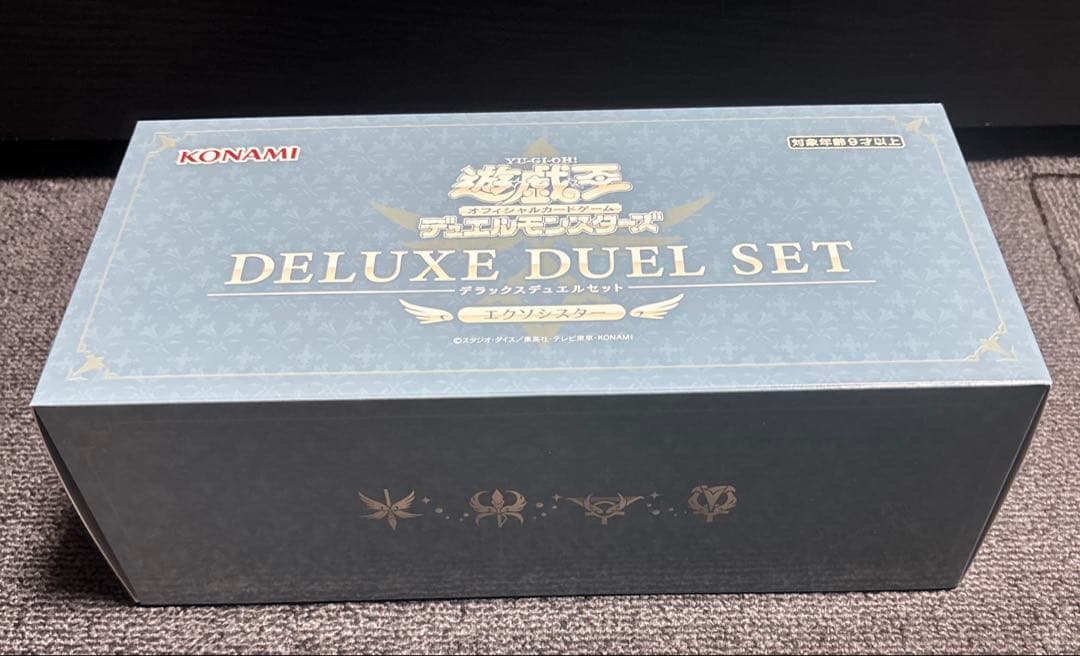 KONAMI
対象年齢9才以上
YU-GI-OH!
遊戯王
オフィシャルカードゲーム
デュエルモンスターズ
DELUXE DUEL SET
デラックスデュエルセット
エクソシスター
©スタジオ・ダイス/集英社・テレビ東京・KONAMI